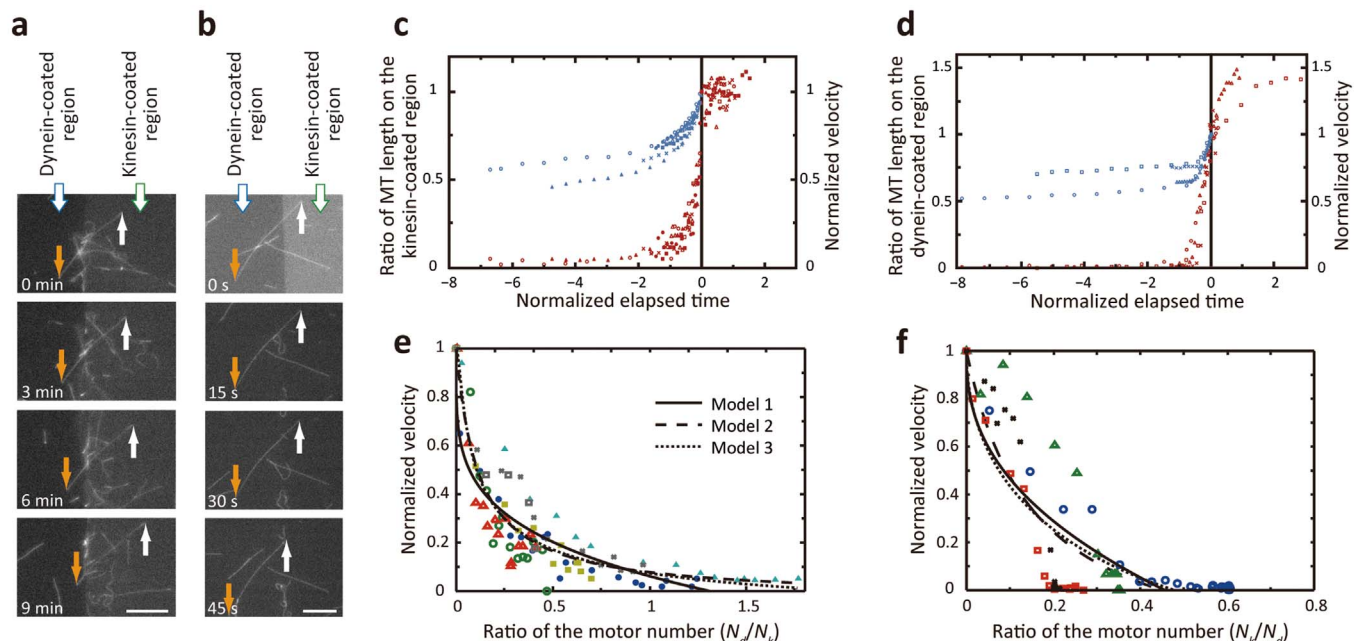 a
Dynein-coated
region
Kinesin-coated
region
0 min
3 min
6 min
9 min
b
Dynein-coated
region
Kinesin-coated
region
0 s
15 s
30 s
45 s
c
Ratio of MT length on the
kinesin-coated region
1
0.5
0
Normalized velocity
1
0.5
0
−8 −6 −4 −2 0 2
Normalized elapsed time
d
Ratio of MT length on the
dynein-coated region
1.5
1
0.5
0
Normalized velocity
1.5
1
0.5
0
−8 −6 −4 −2 0 2
Normalized elapsed time
e
Normalized velocity
1
0.8
0.6
0.4
0.2
0
Model 1
Model 2
Model 3
0 0.5 1 1.5
Ratio of the motor number (Nd/Nk)
f
Normalized velocity
1
0.8
0.6
0.4
0.2
0
0 0.2 0.4 0.6 0.8
Ratio of the motor number (Nk/Nd)